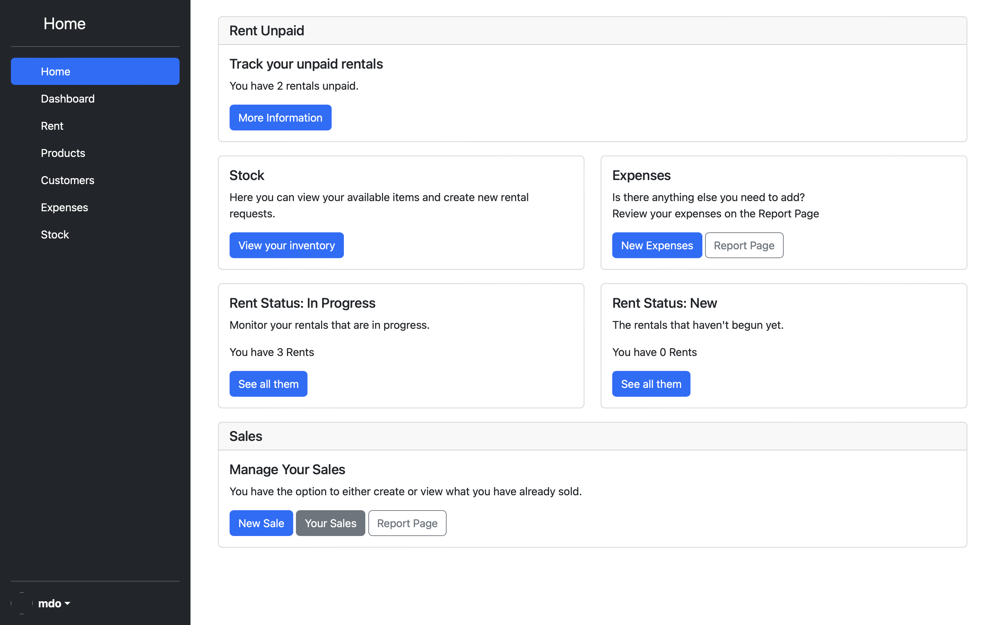 Home
Home
Dashboard
Rent
Products
Customers
Expenses
Stock
mdo
Rent Unpaid
Track your unpaid rentals
You have 2 rentals unpaid.
More Information
Stock
Here you can view your available items and create new rental
requests.
View your inventory
Expenses
Is there anything else you need to add?
Review your expenses on the Report Page
New Expenses
Report Page
Rent Status: In Progress
Monitor your rentals that are in progress.
You have 3 Rents
See all them
Rent Status: New
The rentals that haven't begun yet.
You have 0 Rents
See all them
Sales
Manage Your Sales
You have the option to either create or view what you have already sold.
New Sale
Your Sales
Report Page